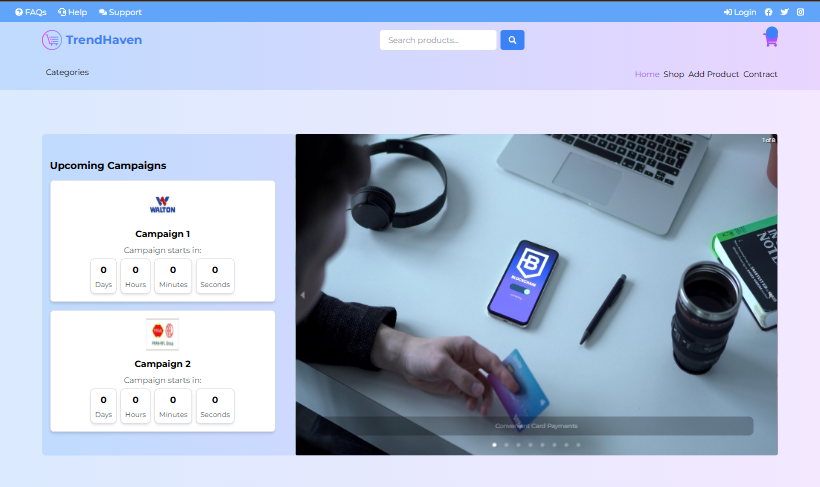 FAQs Help Support
Login
TrendHaven
Search products...
Categories
Home Shop Add Product Contract
Upcoming Campaigns
WALTON
Campaign 1
Campaign starts in:
0 0 0 0
Days Hours Minutes Seconds
Campaign 2
Campaign starts in:
0 0 0 0
Days Hours Minutes Seconds
1 of 8
BLOCKCHAIN
Convenient Card Payments